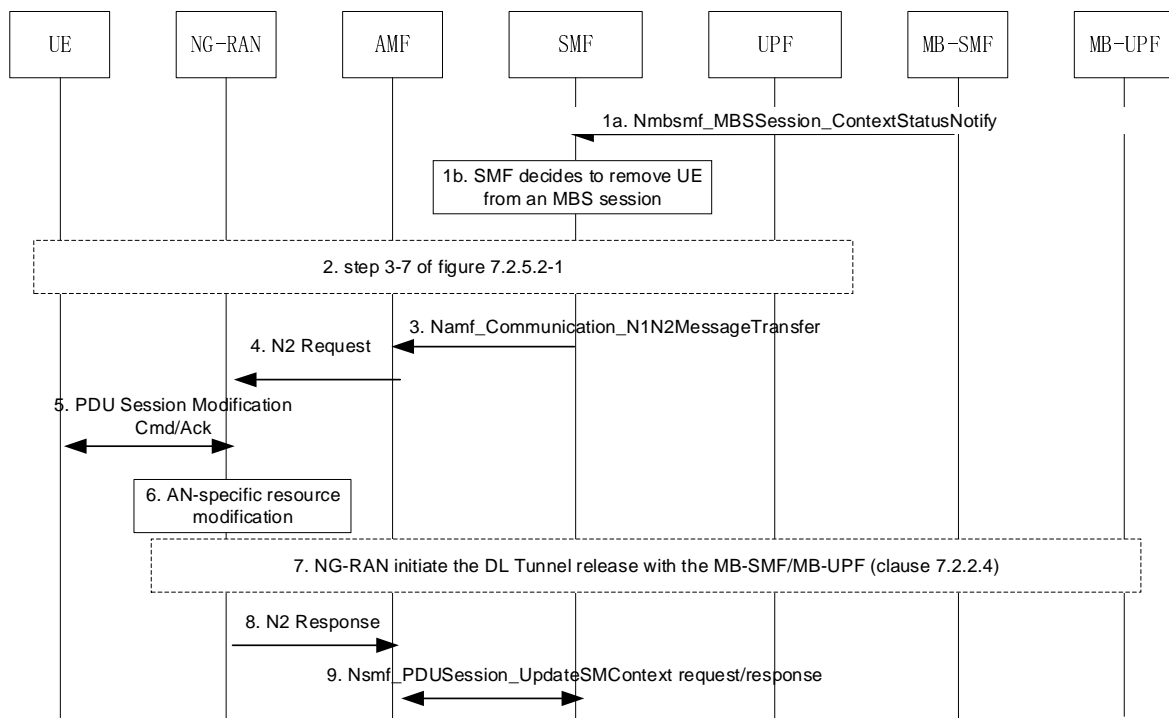 UE
NG-RAN
AMF
SMF
UPF
MB-SMF
MB-UPF
1a. Nmbsmf_MBSSession_ContextStatusNotify
1b. SMF decides to remove UE
from an MBS session
2. step 3-7 of figure 7.2.5.2-1
3. Namf_Communication_N1N2MessageTransfer
4. N2 Request
5. PDU Session Modification
Cmd/Ack
6. AN-specific resource
modification
7. NG-RAN initiate the DL Tunnel release with the MB-SMF/MB-UPF (clause 7.2.2.4)
8. N2 Response
9. Nsmf_PDUSession_UpdateSMContext request/response